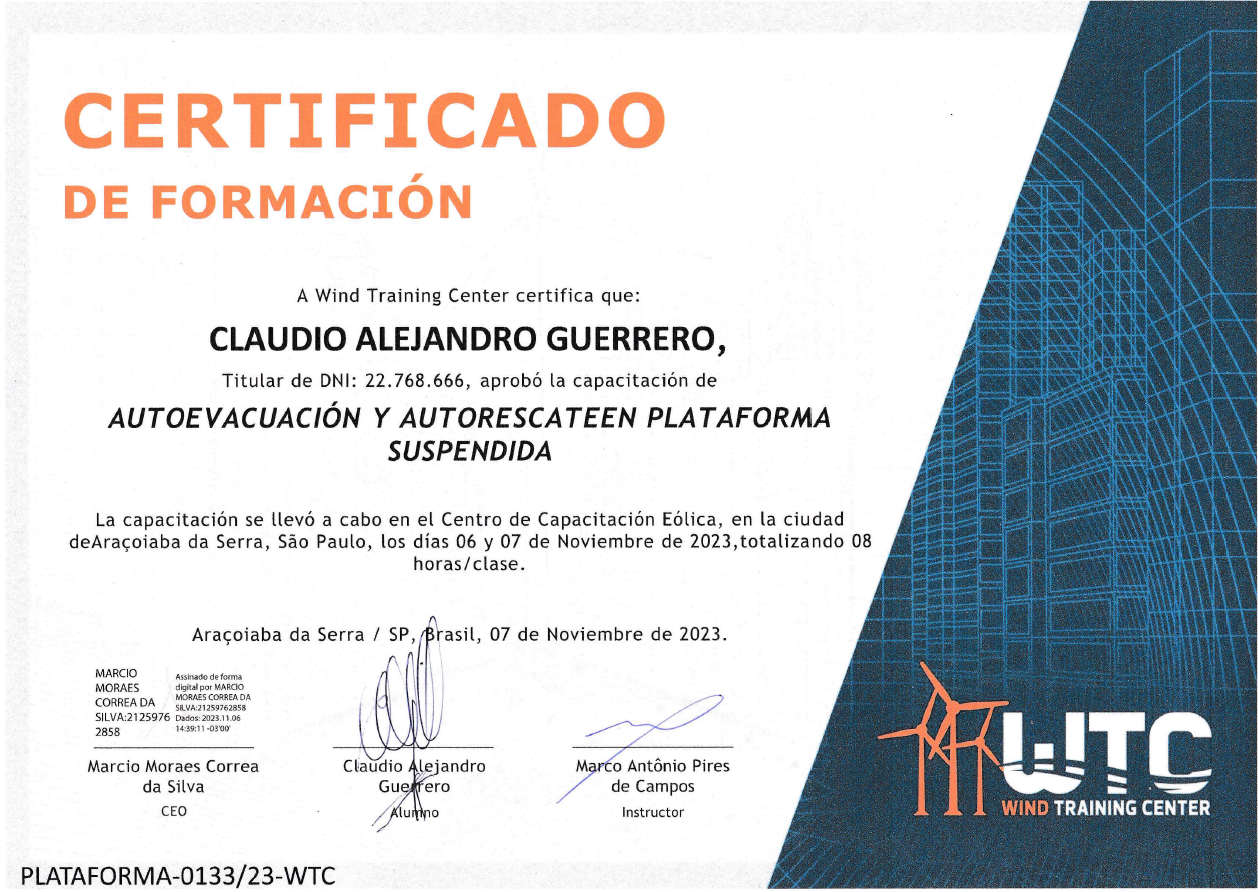 CERTIFICADO
DE FORMACIÓN
A Wind Training Center certifica que:
CLAUDIO ALEJANDRO GUERRERO,
Titular de DNI: 22.768.666, aprobó la capacitación de
AUTOEVACUACIÓN Y AUTORESCATEEN PLATAFORMA
SUSPENDIDA
La capacitación se llevó a cabo en el Centro de Capacitación Eólica, en la ciudad
deAraçoiaba da Serra, São Paulo, los días 06 y 07 de Noviembre de 2023,totalizando 08
horas/clase.
Araçoiaba da Serra / SP, Brasil, 07 de Noviembre de 2023.
MARCIO
MORAES
CORREA DA
SILVA:2125976
2858
Assinado de forma
digital por MARCIO
MORAES CORREA DA
SILVA:21259762858
Dados: 2023.11.06
14:39:11 -03'00'
Marcio Moraes Correa
da Silva
CEO
Claudio Alejandro
Guerrero
Alumno
Marco Antônio Pires
de Campos
Instructor
WTC
WIND TRAINING CENTER
PLATAFORMA-0133/23-WTC